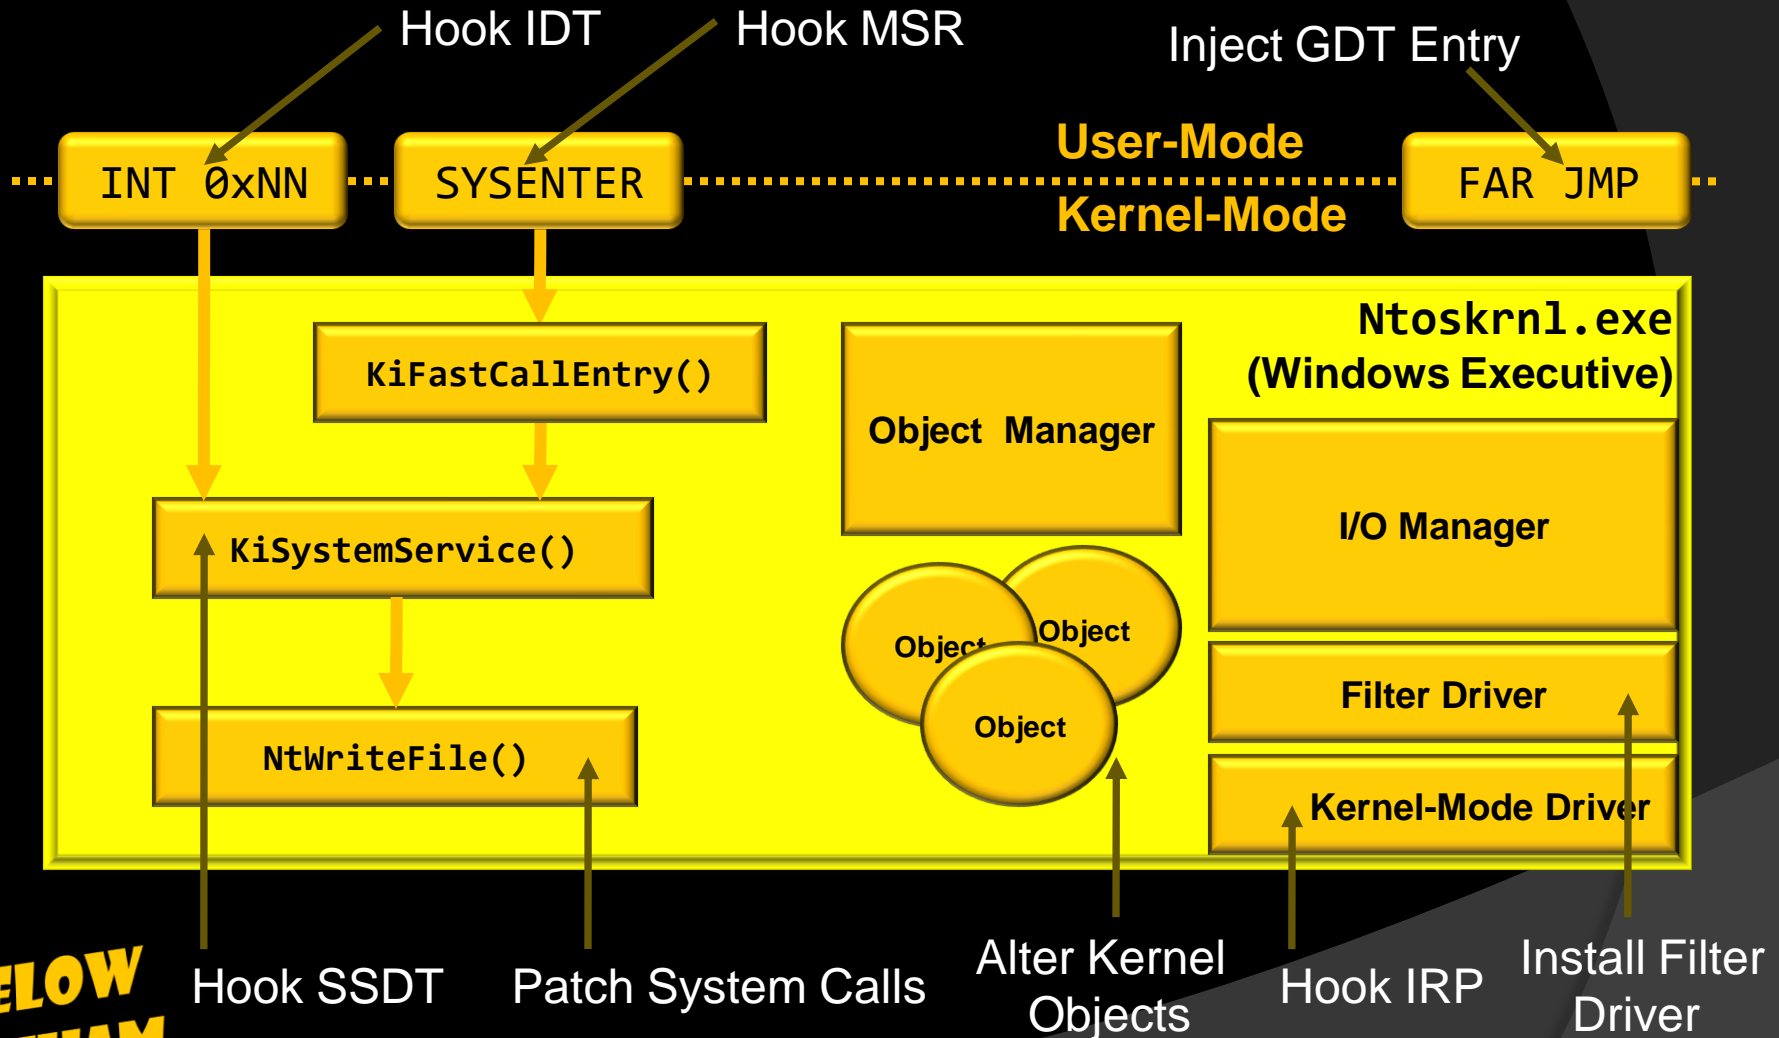 Hook IDT
Hook MSR
Inject GDT Entry
INT 0xNN
SYSENTER
User-Mode
Kernel-Mode
FAR JMP
Ntoskrnl.exe
(Windows Executive)
KiFastCallEntry()
Object Manager
I/O Manager
KiSystemService()
Object
Object
Object
Filter Driver
NtWriteFile()
Kernel-Mode Driver
Hook SSDT
Patch System Calls
Alter Kernel
Objects
Hook IRP
Install Filter
Driver